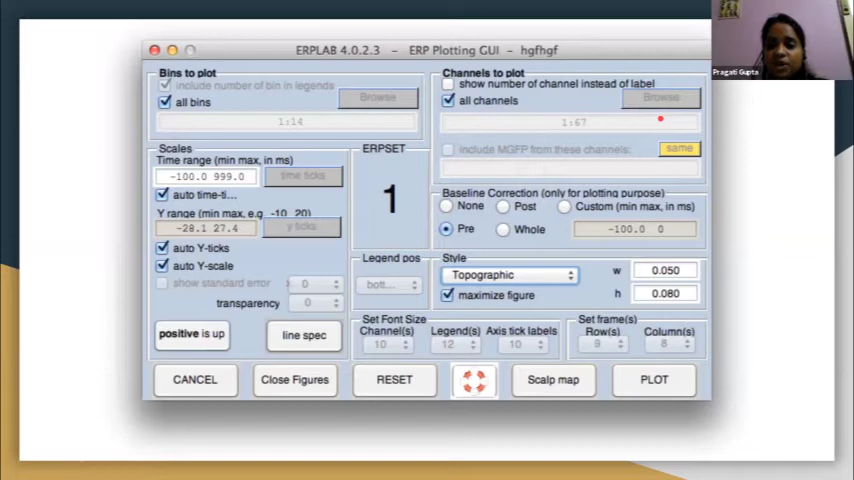 ERPLAB 4.0.2.3 - ERP Plotting GUI - hgfhgf
Pragati Gupta
Bins to plot
include number of bin in legends
all bins
Browse
1:14
Channels to plot
show number of channel instead of label
all channels
Browse
1:67
include MGFP from these channels:
same
Scales
Time range (min max, in ms)
-100.0 999.0
time ticks
auto time-ti...
Y range (min max, e.g. -10 20)
-28.1 27.4
y ticks
auto Y-ticks
auto Y-scale
show standard error
0
transparency
0
positive is up
line spec
ERPSET
1
Legend pos
bott...
Baseline Correction (only for plotting purpose)
None
Post
Custom (min max, in ms)
Pre
Whole
-100.0 0
Style
Topographic
maximize figure
w
0.050
h
0.080
Set Font Size
Channel(s)
Legend(s)
Axis tick labels
10
12
10
Set frame(s)
Row(s)
Column(s)
9
8
CANCEL
Close Figures
RESET
Scalp map
PLOT